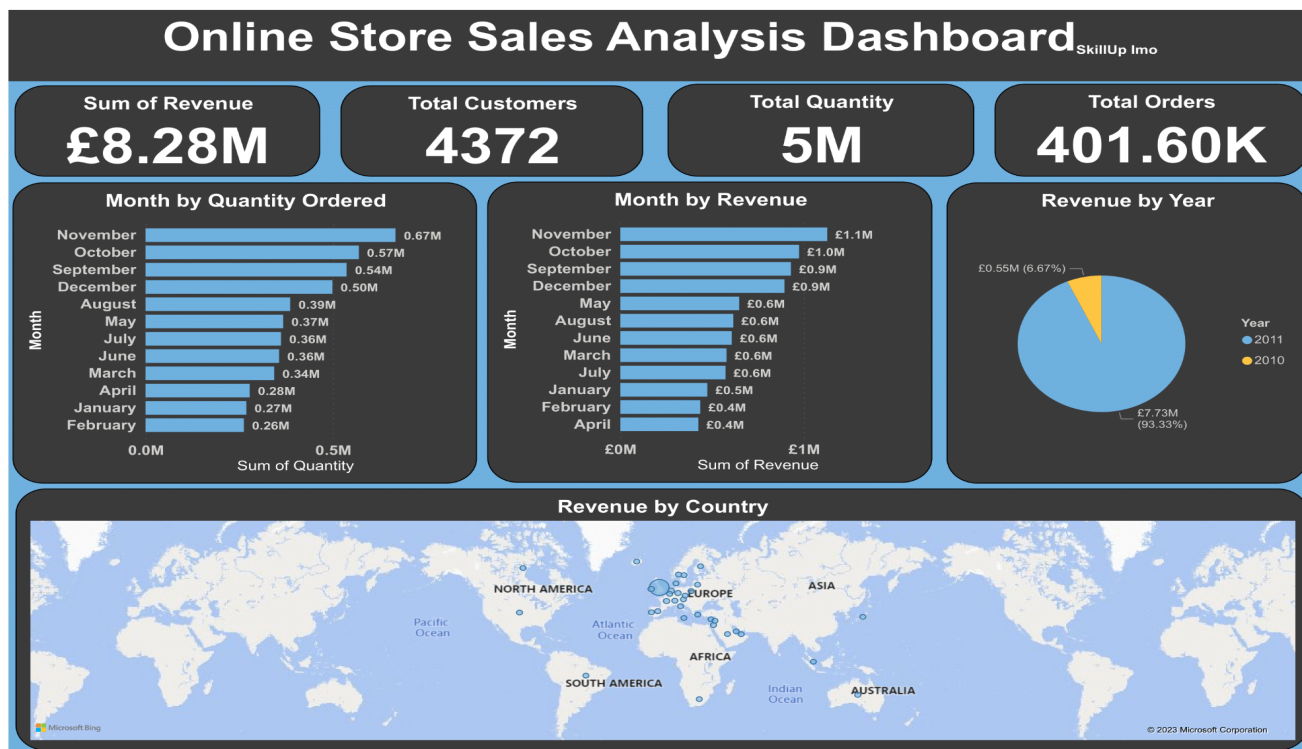 Online Store Sales Analysis Dashboard SkillUp Imo
Sum of Revenue
£8.28M
Total Customers
4372
Total Quantity
5M
Total Orders
401.60K
Month by Quantity Ordered
Month
November 0.67M
October 0.57M
September 0.54M
December 0.50M
August 0.39M
May 0.37M
July 0.36M
June 0.36M
March 0.34M
April 0.28M
January 0.27M
February 0.26M
0.0M 0.5M
Sum of Quantity
Month by Revenue
Month
November £1.1M
October £1.0M
September £0.9M
December £0.9M
May £0.6M
August £0.6M
June £0.6M
March £0.6M
July £0.6M
January £0.5M
February £0.4M
April £0.4M
£0M £1M
Sum of Revenue
Revenue by Year
£0.55M (6.67%)
£7.73M
(93.33%)
Year
2011
2010
Revenue by Country
NORTH AMERICA
EUROPE
ASIA
Pacific
Ocean
Atlantic
Ocean
AFRICA
SOUTH AMERICA
Indian
Ocean
AUSTRALIA
Microsoft Bing
© 2023 Microsoft Corporation